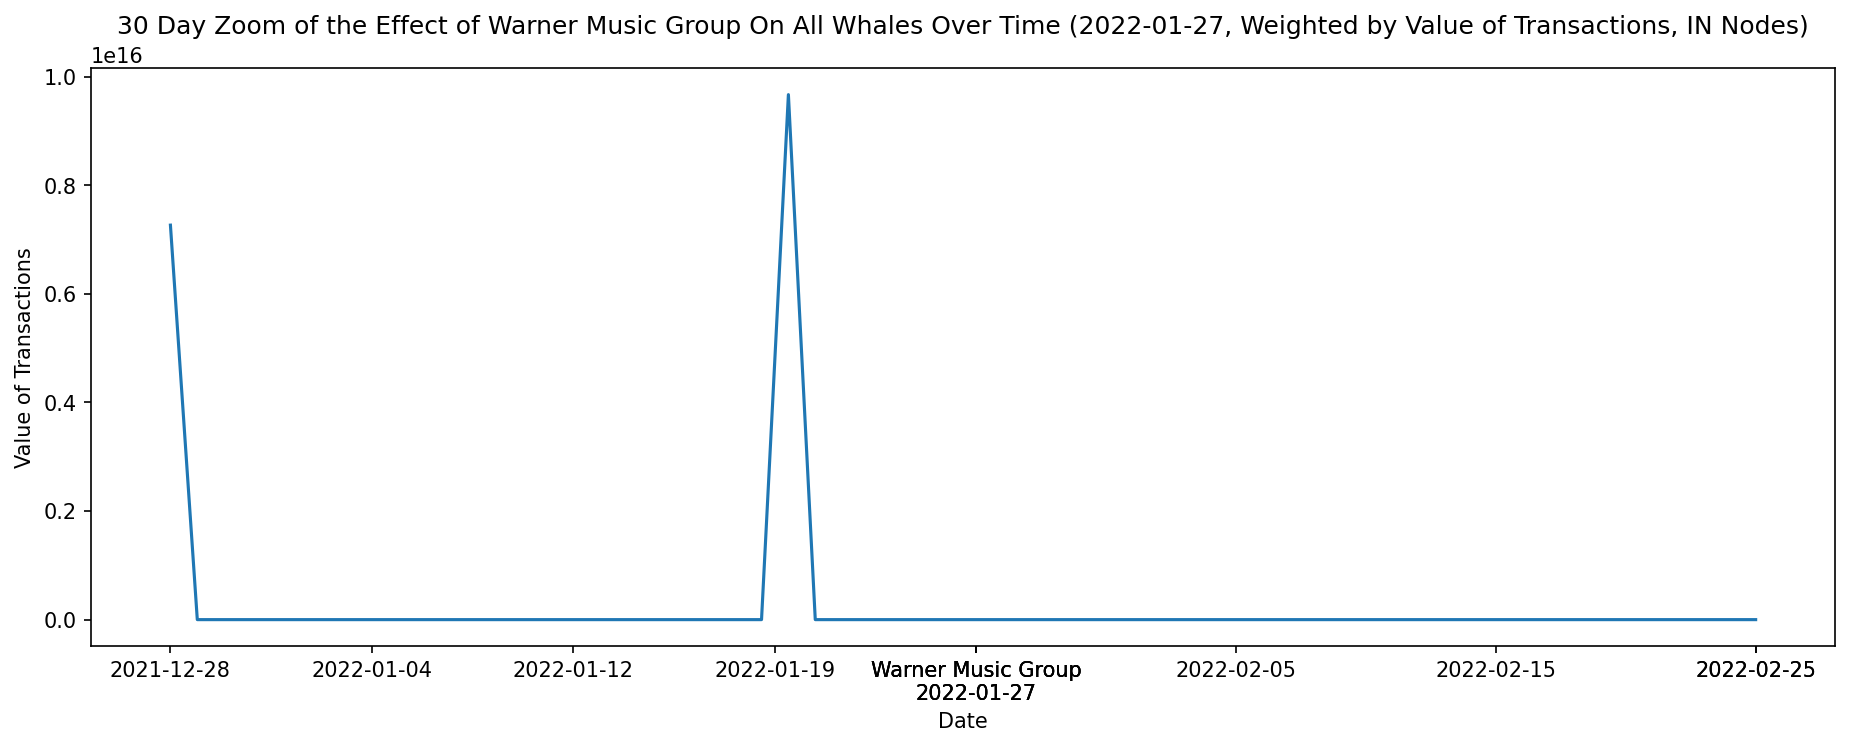 30 Day Zoom of the Effect of Warner Music Group On All Whales Over Time (2022-01-27, Weighted by Value of Transactions, IN Nodes)
1e16
1.0
0.8
0.6
0.4
0.2
0.0
Value of Transactions
2021-12-28 2022-01-04 2022-01-12 2022-01-19 Warner Music Group 2022-02-05 2022-02-15 2022-02-25
2022-01-27
Date